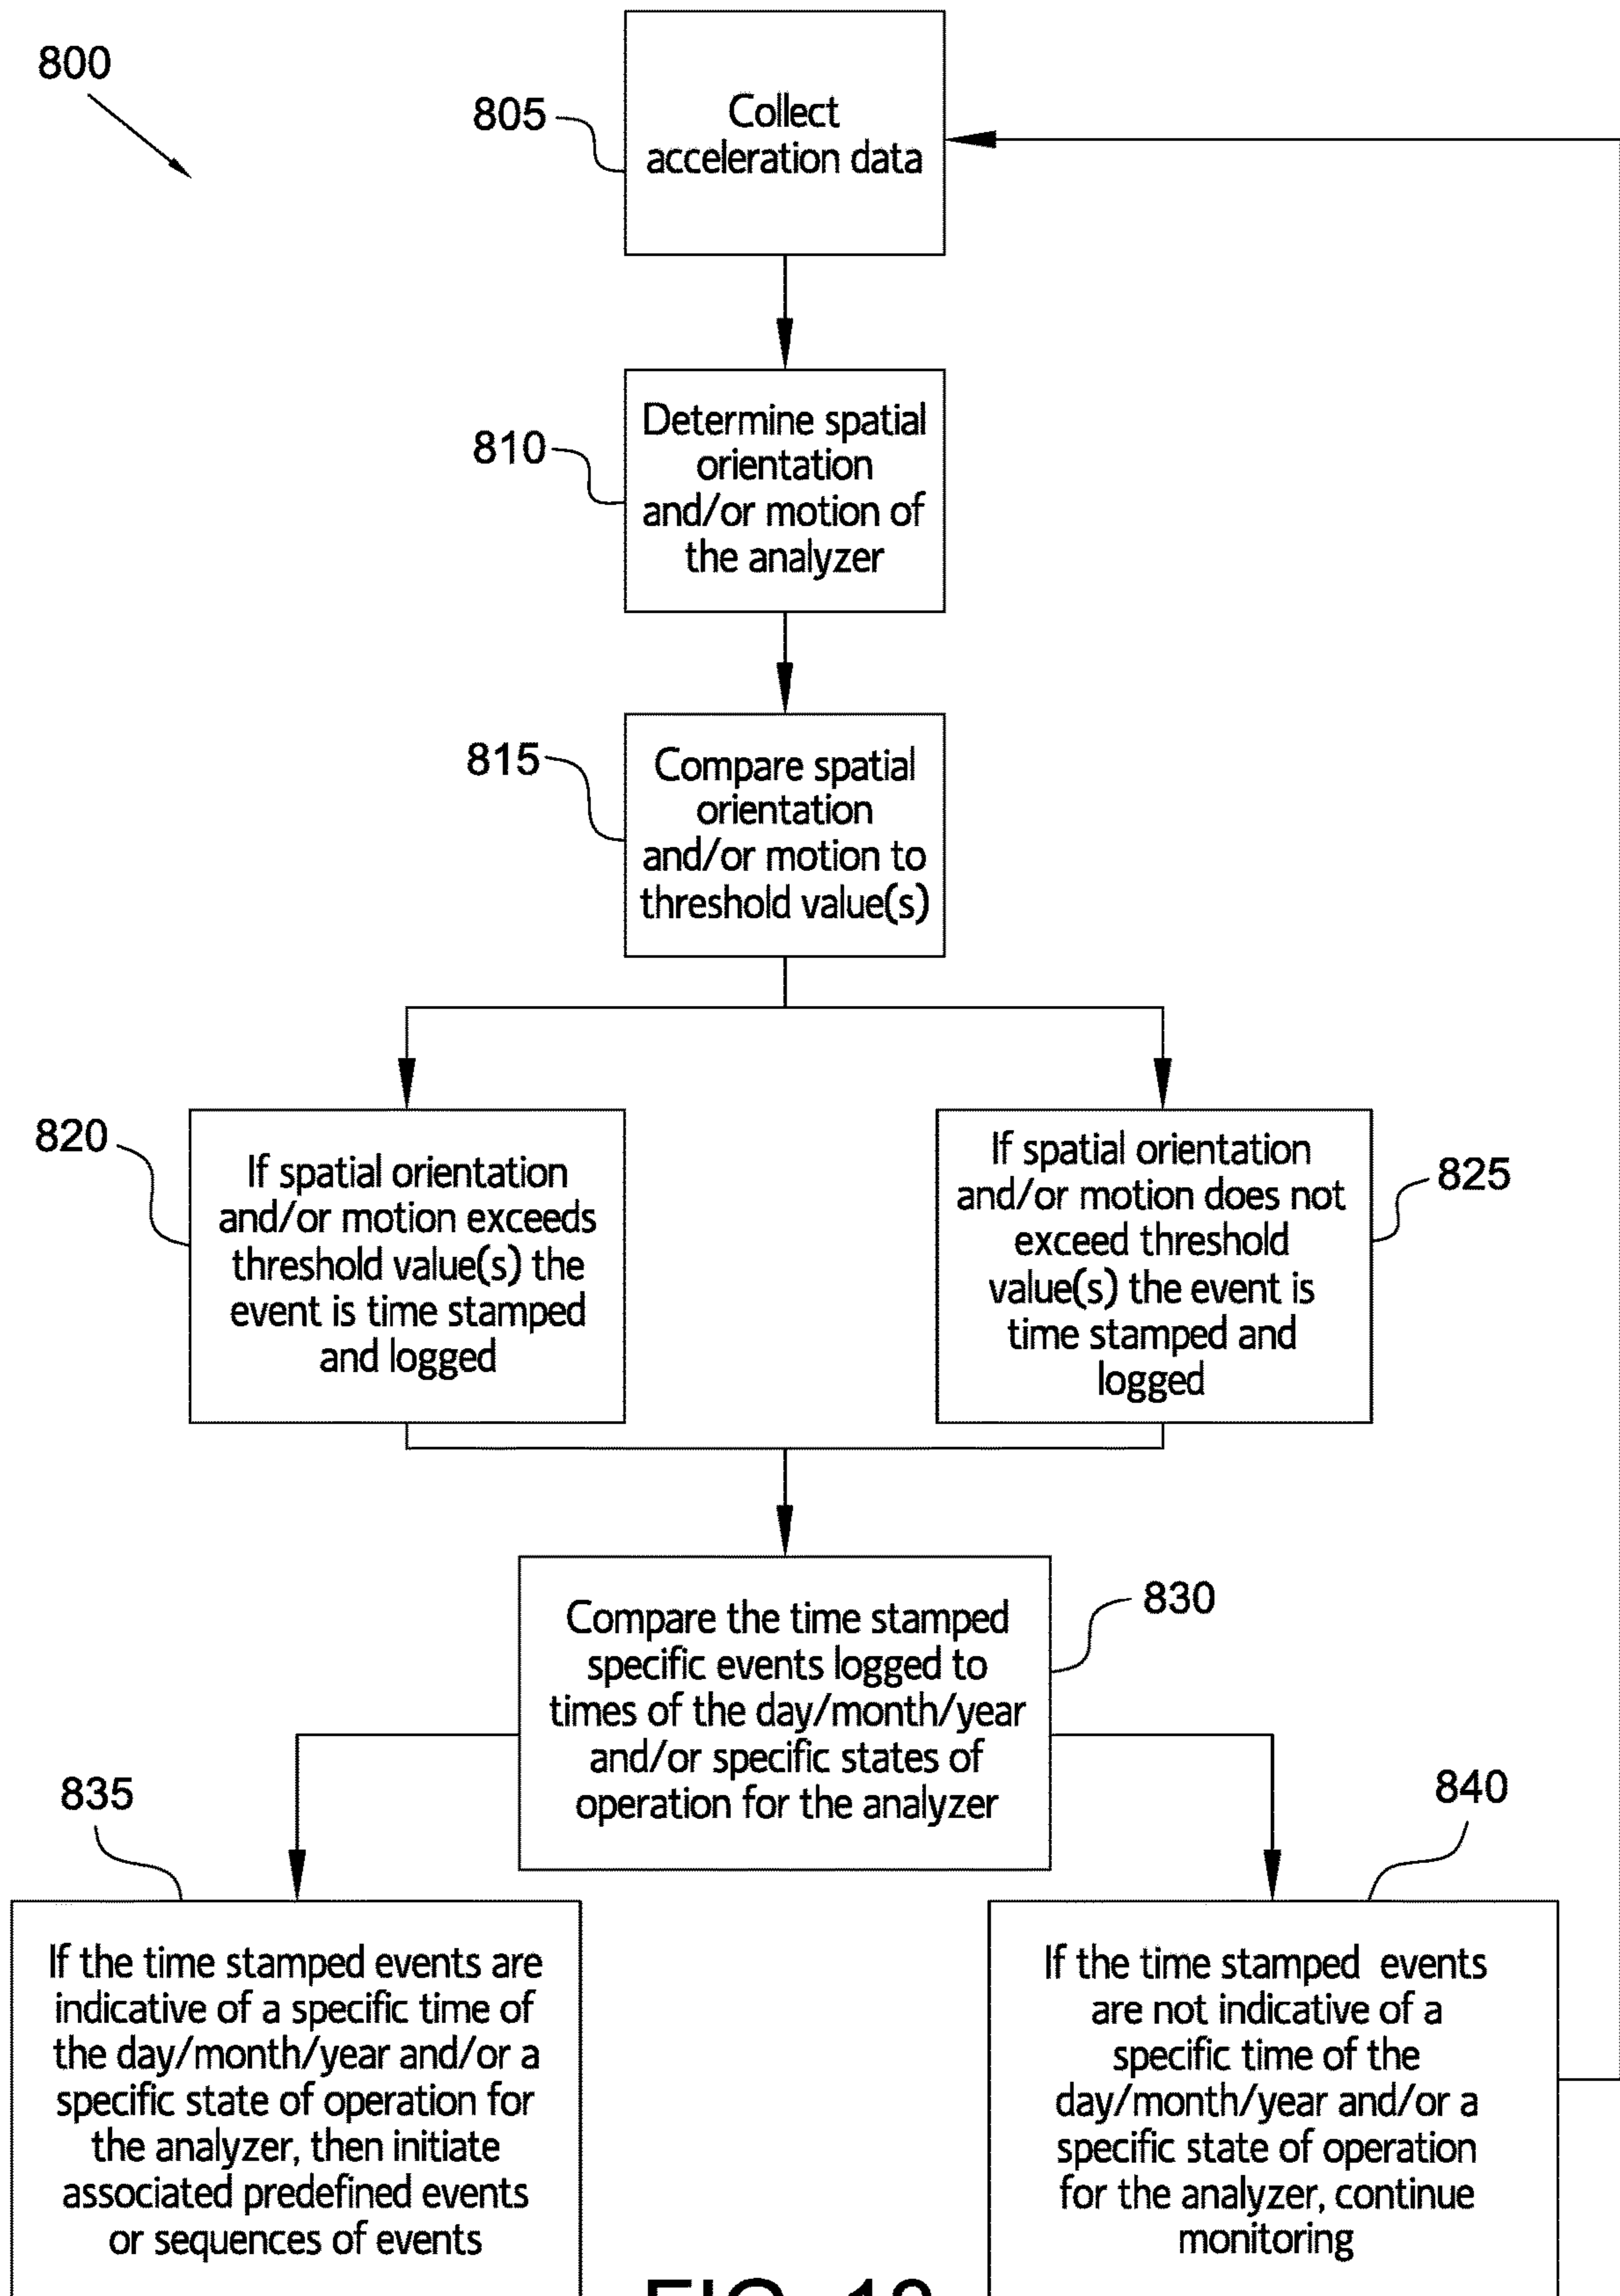 800
805
Collect
acceleration data
810
Determine spatial
orientation
and/or motion of
the analyzer
815
Compare spatial
orientation
and/or motion to
threshold value(s)
820
If spatial orientation
and/or motion exceeds
threshold value(s) the
event is time stamped
and logged
If spatial orientation
and/or motion does not
exceed threshold
value(s) the event is
time stamped and
logged
825
Compare the time stamped
specific events logged to
times of the day/month/year
and/or specific states of
operation for the analyzer
830
835
If the time stamped events are
indicative of a specific time of
the day/month/year and/or a
specific state of operation for
the analyzer, then initiate
associated predefined events
or sequences of events
840
If the time stamped events
are not indicative of a
specific time of the
day/month/year and/or a
specific state of operation
for the analyzer, continue
monitoring
FIG.